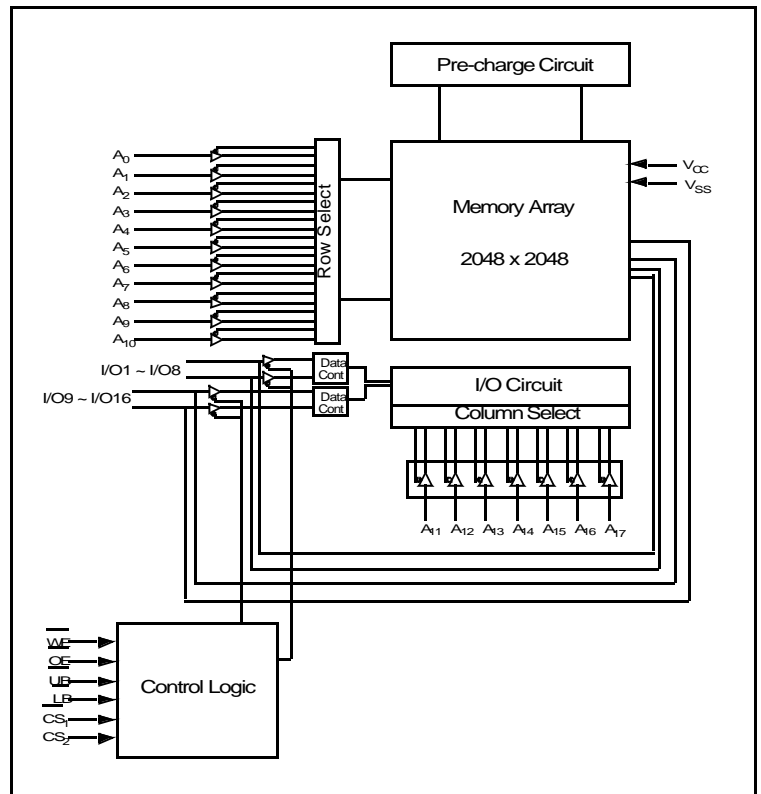 Pre-charge Circuit
A0
A1
A2
A3
A4
A5
A6
A7
A8
A9
A10
Row Select
Memory Array
2048 x 2048
VCC
VSS
I/O1 ~ I/O8
I/O9 ~ I/O16
Data
Cont
Data
Cont
I/O Circuit
Column Select
A11 A12 A13 A14 A15 A16 A17
WE
OE
UB
LB
CS1
CS2
Control Logic